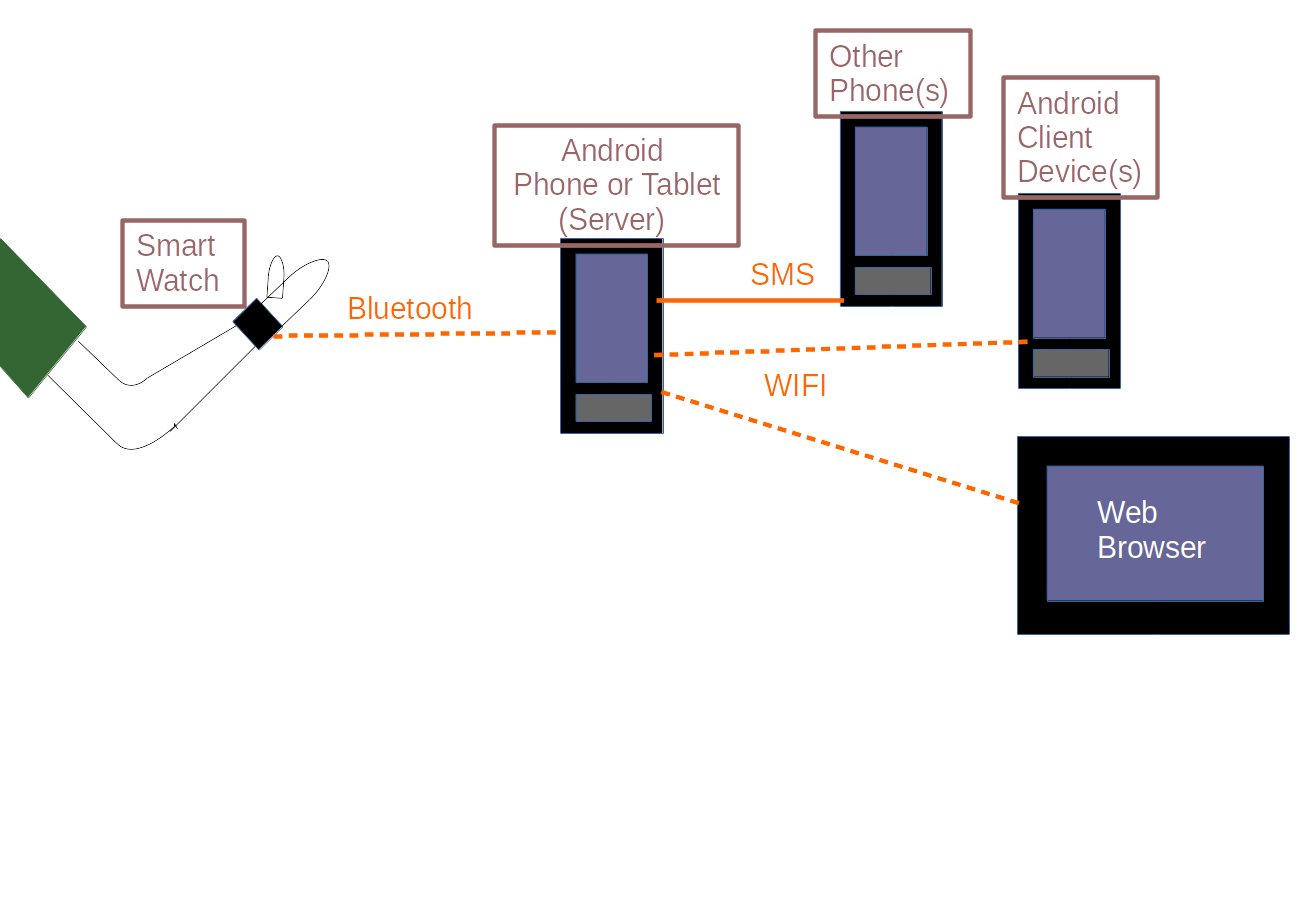 Smart
Watch
Bluetooth
Android
Phone or Tablet
(Server)
SMS
WIFI
Other
Phone(s)
Android
Client
Device(s)
Web
Browser